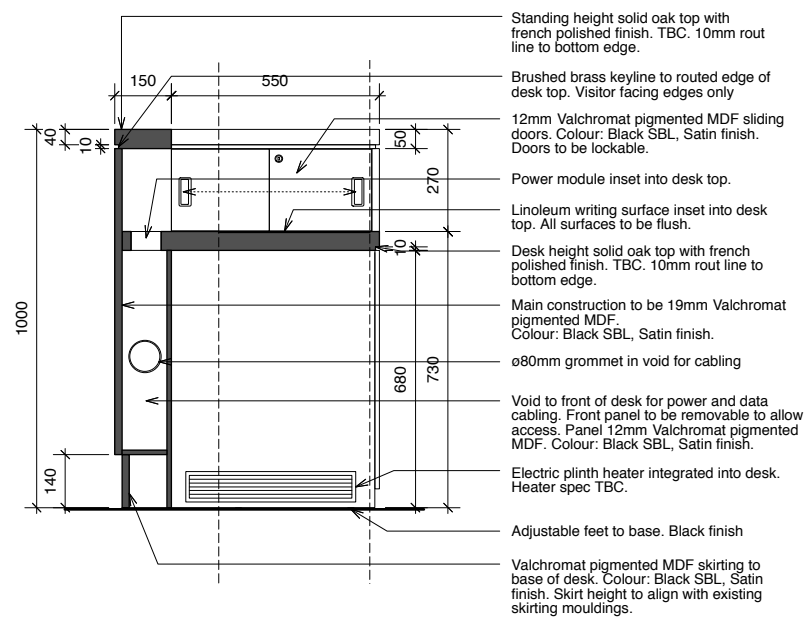 Standing height solid oak top with
french polished finish. TBC. 10mm rout
line to bottom edge.
150
550
Brushed brass keyline to routed edge of
desk top. Visitor facing edges only
12mm Valchromat pigmented MDF sliding
doors. Colour: Black SBL, Satin finish.
Doors to be lockable.
40
10
50
270
Power module inset into desk top.
Linoleum writing surface inset into desk
top. All surfaces to be flush.
10
Desk height solid oak top with french
polished finish. TBC. 10mm rout line to
bottom edge.
1000
Main construction to be 19mm Valchromat
pigmented MDF.
Colour: Black SBL, Satin finish.
ø80mm grommet in void for cabling
680
730
Void to front of desk for power and data
cabling. Front panel to be removable to allow
access. Panel 12mm Valchromat pigmented
MDF. Colour: Black SBL, Satin finish.
140
Electric plinth heater integrated into desk.
Heater spec TBC.
Adjustable feet to base. Black finish
Valchromat pigmented MDF skirting to
base of desk. Colour: Black SBL, Satin
finish. Skirt height to align with existing
skirting mouldings.